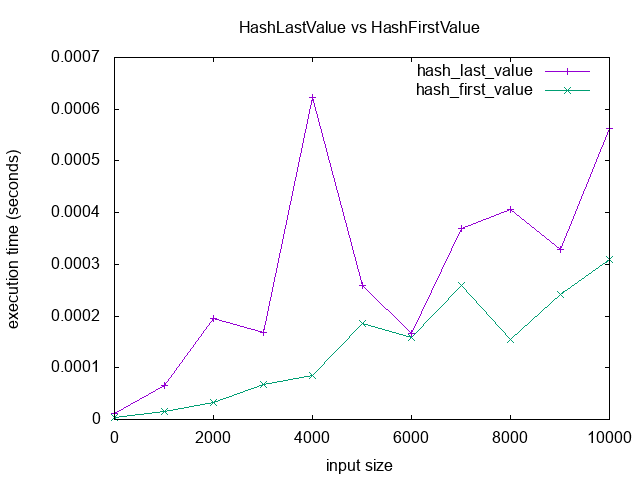 HashLastValue vs HashFirstValue
hash_last_value
hash_first_value
0.0007
0.0006
0.0005
0.0004
0.0003
0.0002
0.0001
0
execution time (seconds)
0 2000 4000 6000 8000 10000
input size